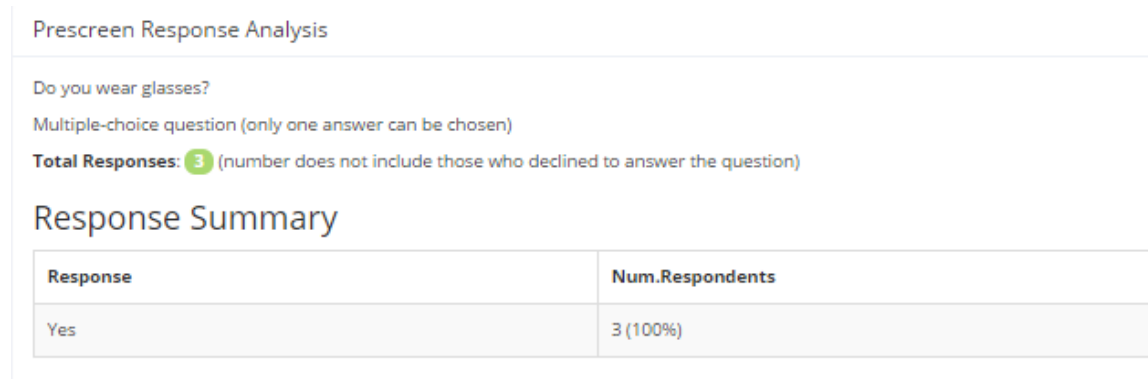 Prescreen Response Analysis
Do you wear glasses?
Multiple-choice question (only one answer can be chosen)
Total Responses: 3 (number does not include those who declined to answer the question)
Response Summary
Response Num.Respondents
Yes 3 (100%)